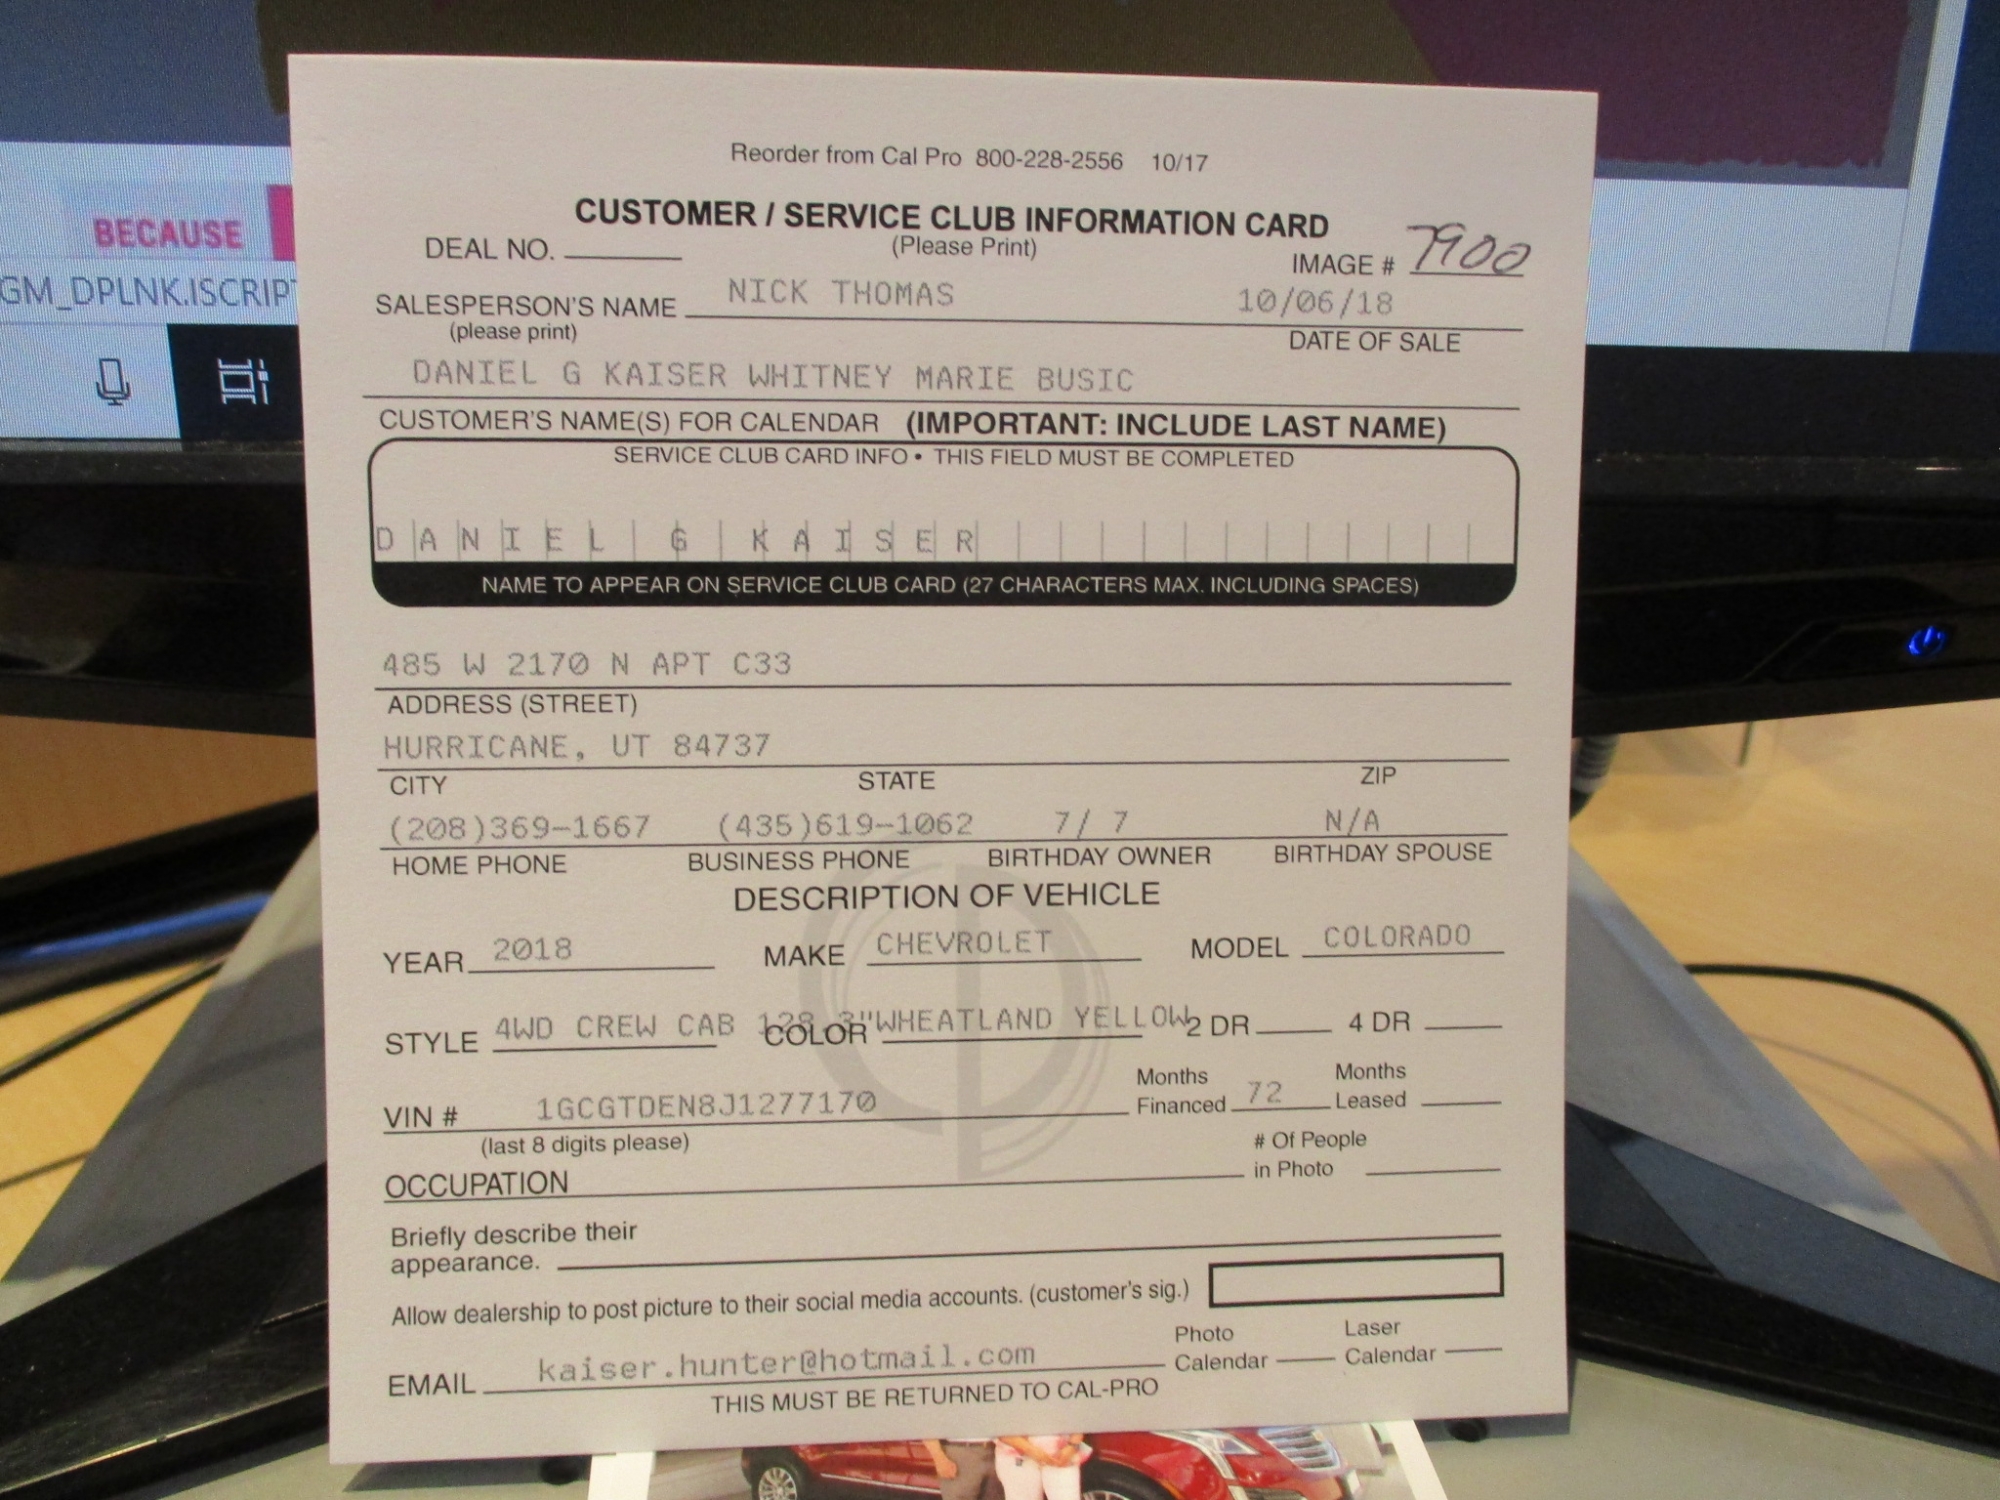 BECAUSE
GM_DPLNK.ISCRIP
Reorder from Cal Pro 800-228-2556 10/17
CUSTOMER / SERVICE CLUB INFORMATION CARD
DEAL NO. (Please Print) IMAGE # 7900
SALESPERSON'S NAME NICK THOMAS 10/06/18
(please print) DATE OF SALE
DANIEL G KAISER WHITNEY MARIE BUSIC
CUSTOMER'S NAME(S) FOR CALENDAR (IMPORTANT: INCLUDE LAST NAME)
SERVICE CLUB CARD INFO • THIS FIELD MUST BE COMPLETED
DANIEL G KAISER
NAME TO APPEAR ON SERVICE CLUB CARD (27 CHARACTERS MAX. INCLUDING SPACES)
485 W 2170 N APT C33
ADDRESS (STREET)
HURRICANE, UT 84737
CITY STATE ZIP
(208)369-1667 (435)619-1062 7/ 7 N/A
HOME PHONE BUSINESS PHONE BIRTHDAY OWNER BIRTHDAY SPOUSE
DESCRIPTION OF VEHICLE
YEAR 2018 MAKE CHEVROLET MODEL COLORADO
STYLE 4WD CREW CAB 128.3" COLOR WHEATLAND YELLOW 2 DR 4 DR
VIN # 1GCGTDEN8J1277170 Months Financed 72 Months Leased
(last 8 digits please) # Of People
OCCUPATION in Photo
Briefly describe their
appearance.
Allow dealership to post picture to their social media accounts. (customer's sig.)
EMAIL kaiser.hunter@hotmail.com Photo Calendar Laser Calendar
THIS MUST BE RETURNED TO CAL-PRO